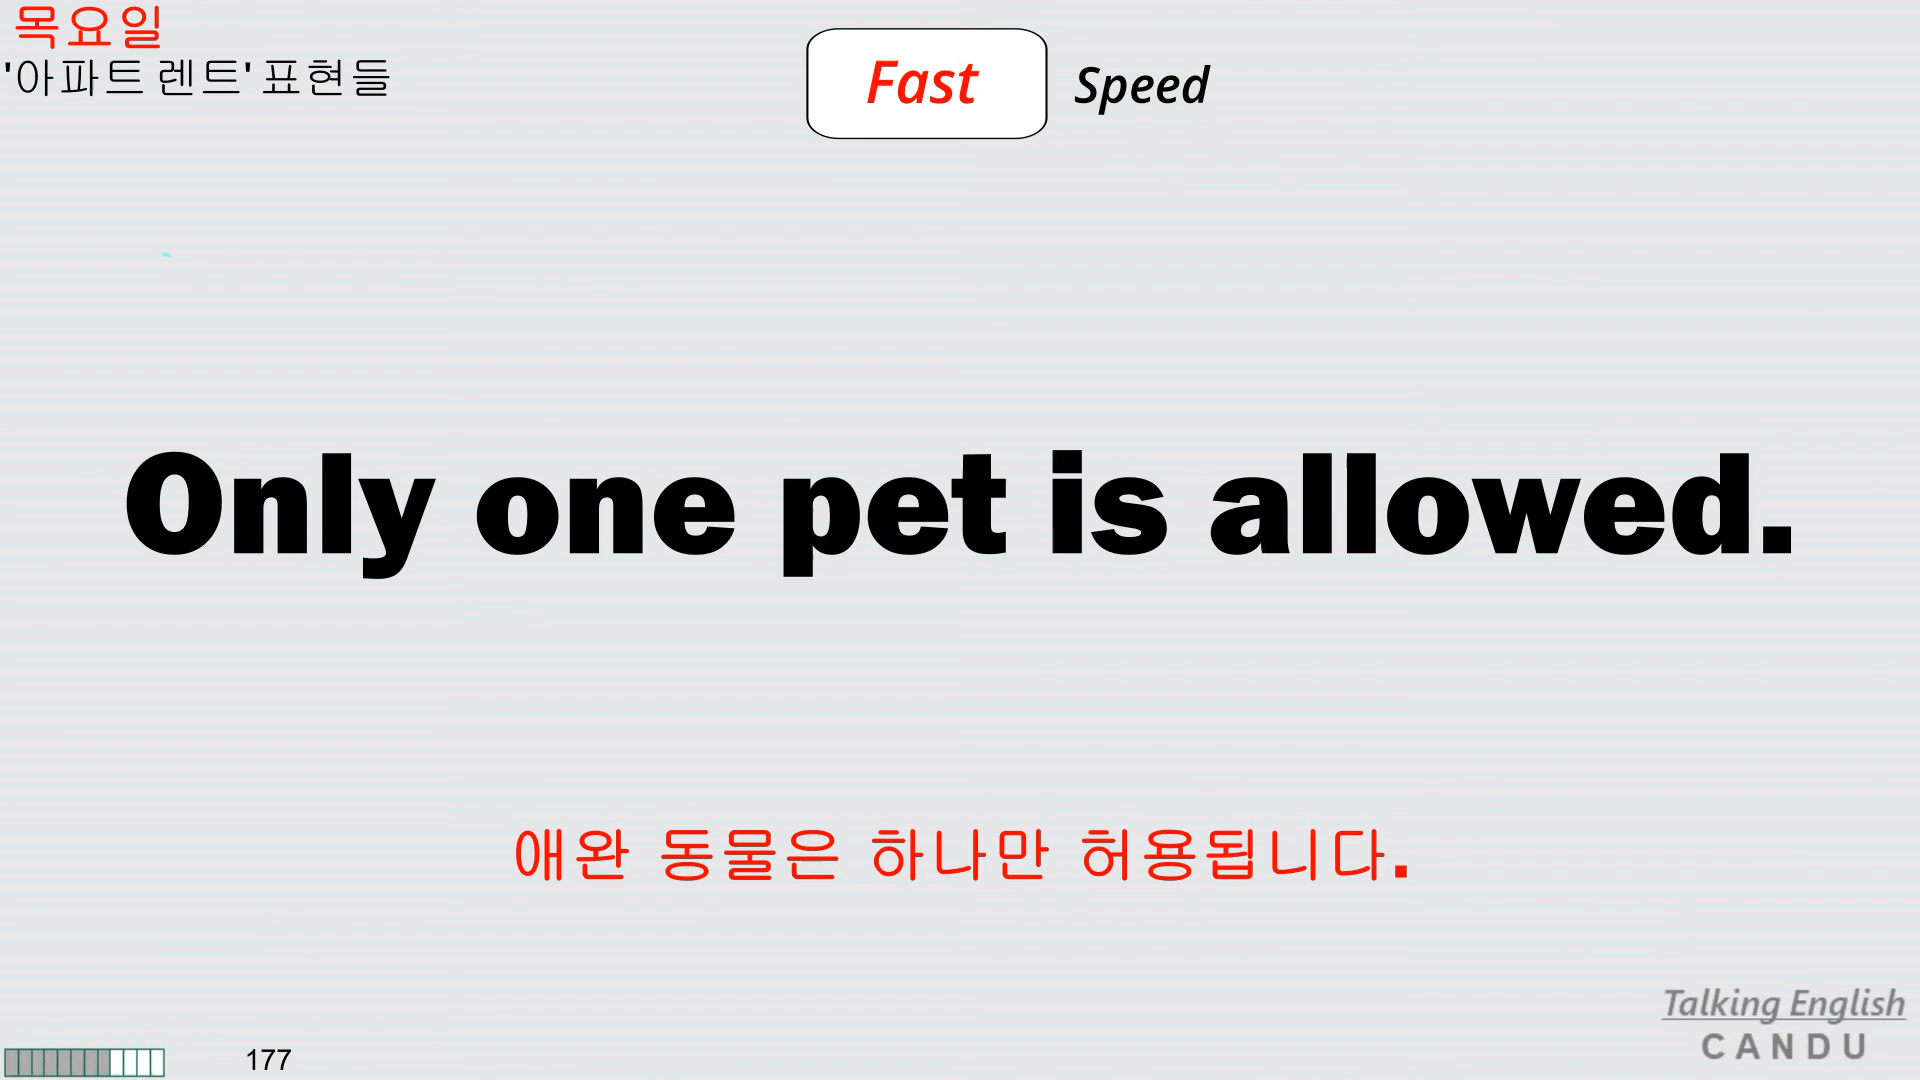 목요일
'아파트 렌트' 표현들
Fast Speed
Only one pet is allowed.
애완 동물은 하나만 허용됩니다.
Talking English
CANDU
177